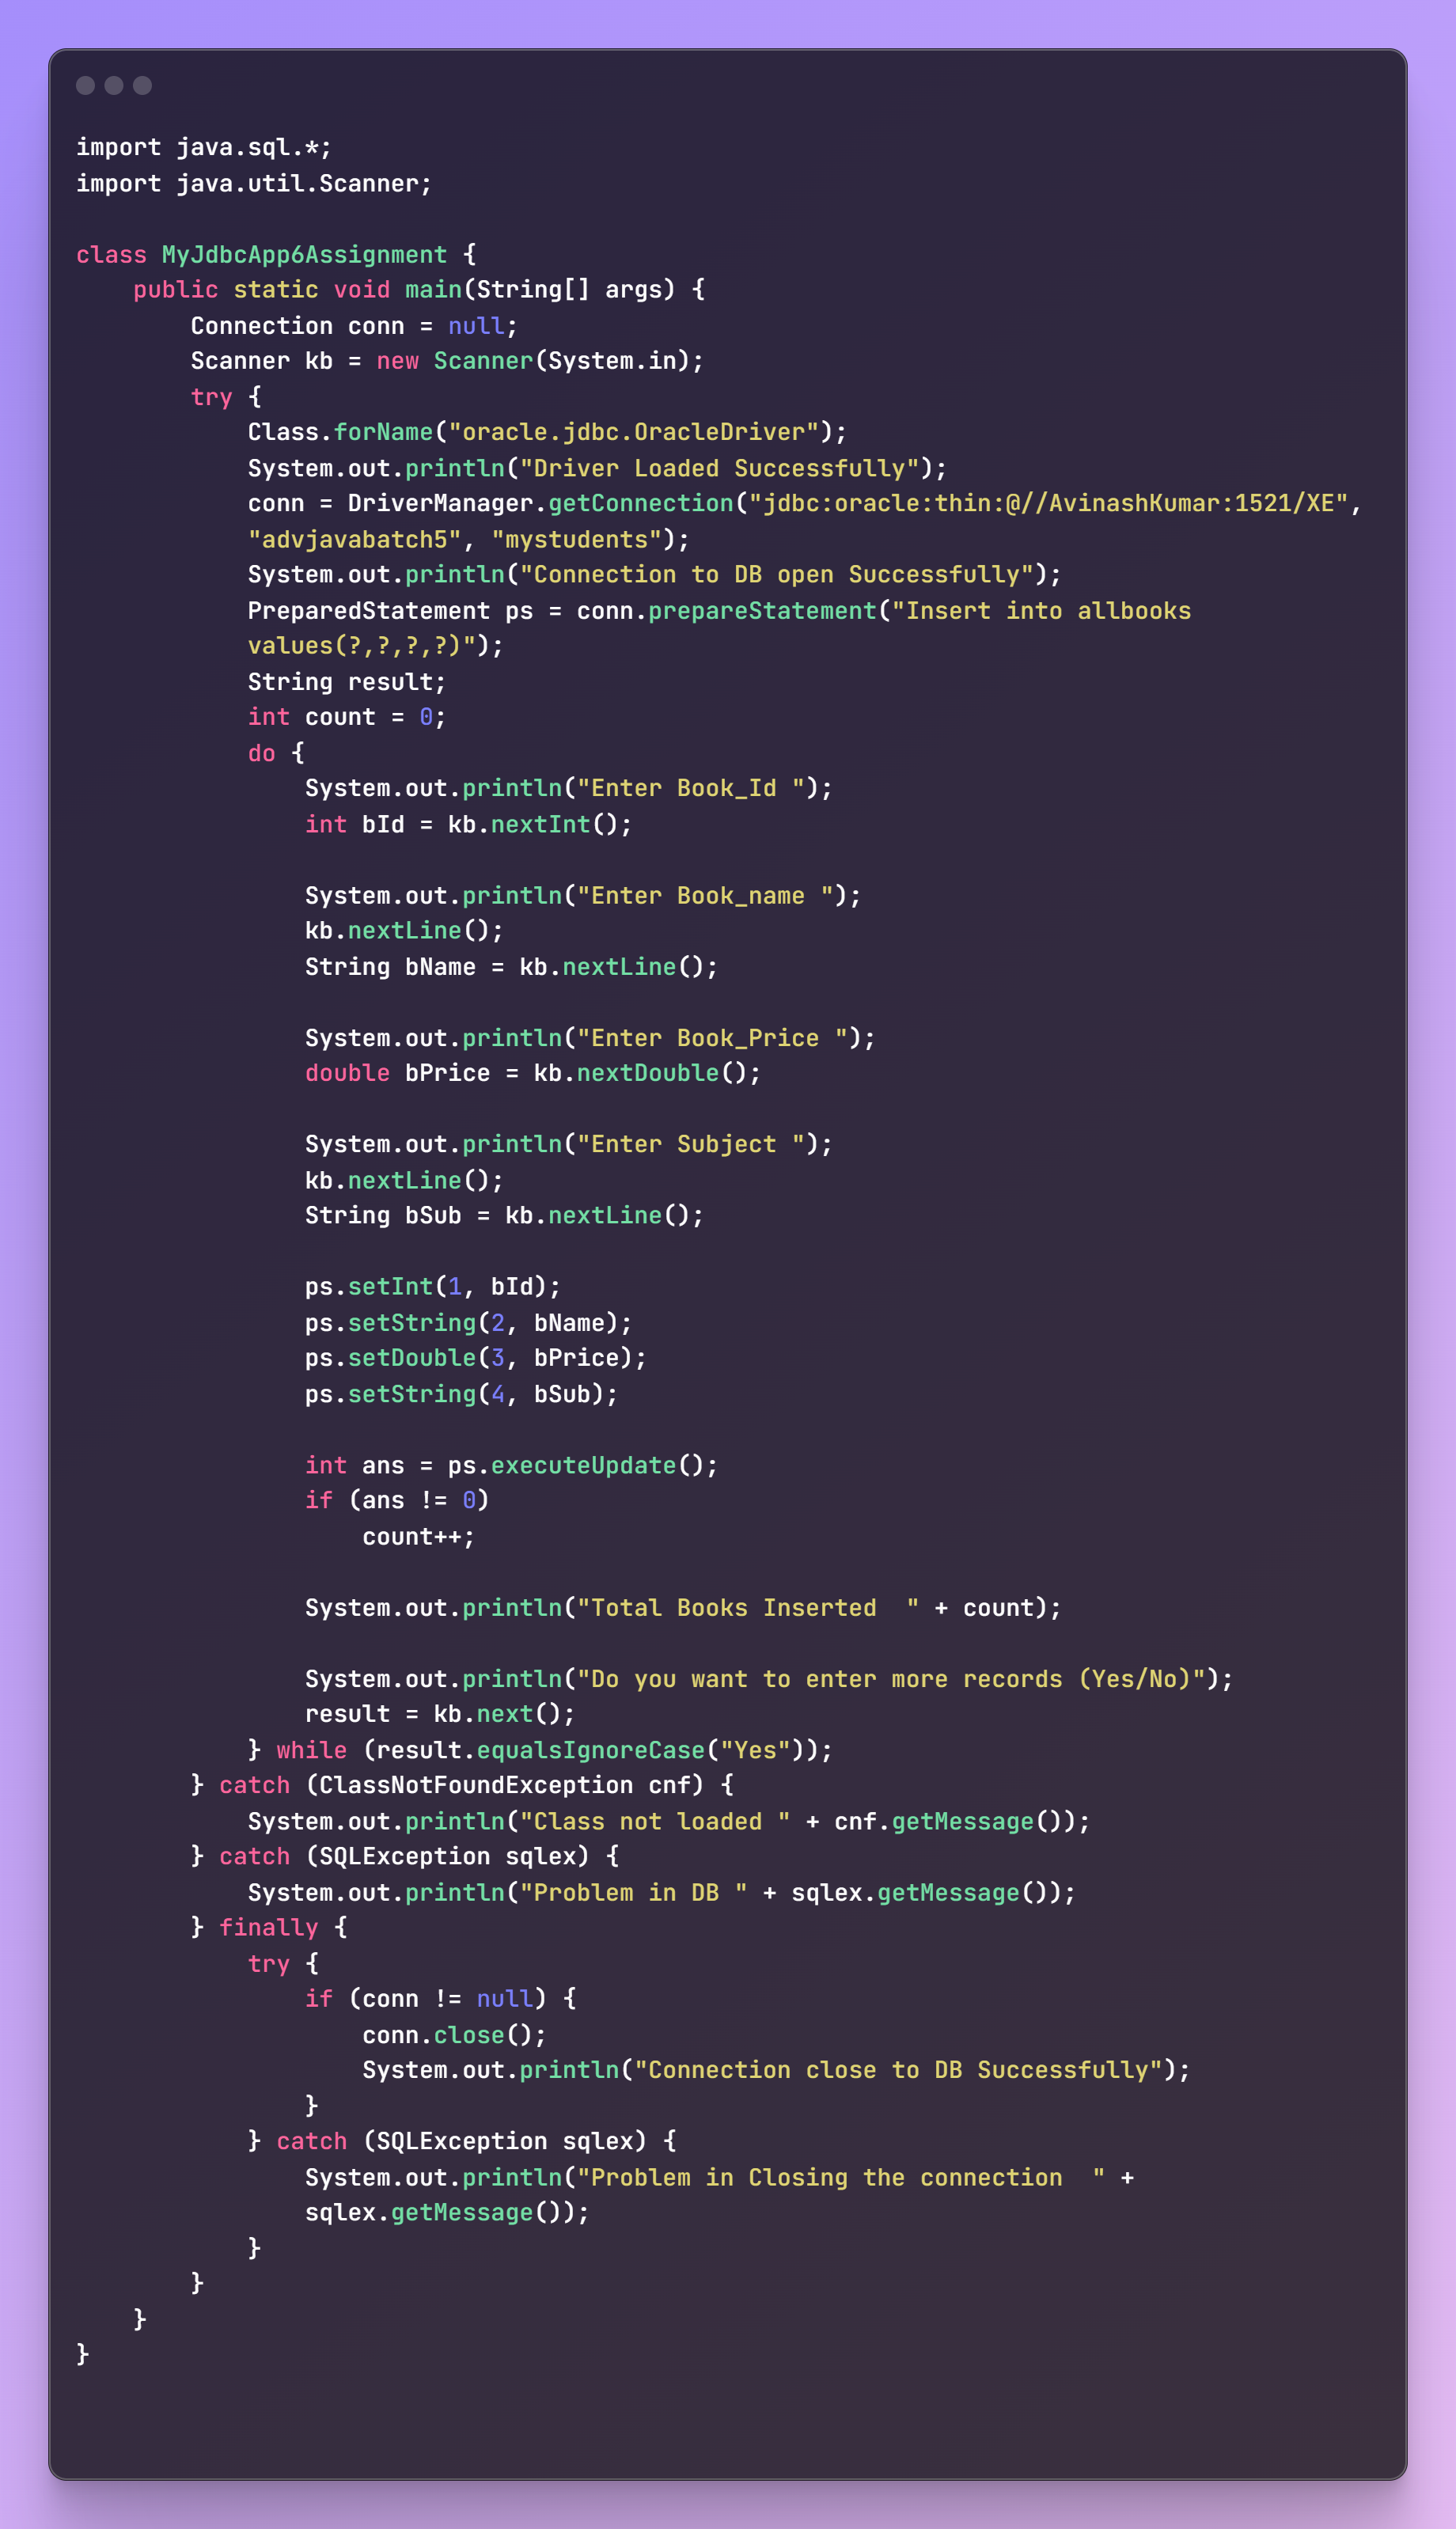 import java.sql.*;
import java.util.Scanner;

class MyJdbcApp6Assignment {
    public static void main(String[] args) {
        Connection conn = null;
        Scanner kb = new Scanner(System.in);
        try {
            Class.forName("oracle.jdbc.OracleDriver");
            System.out.println("Driver Loaded Successfully");
            conn = DriverManager.getConnection("jdbc:oracle:thin:@//AvinashKumar:1521/XE",
            "advjavabatch5", "mystudents");
            System.out.println("Connection to DB open Successfully");
            PreparedStatement ps = conn.prepareStatement("Insert into allbooks
            values(?,?,?,?)");
            String result;
            int count = 0;
            do {
                System.out.println("Enter Book_Id ");
                int bId = kb.nextInt();

                System.out.println("Enter Book_name ");
                kb.nextLine();
                String bName = kb.nextLine();

                System.out.println("Enter Book_Price ");
                double bPrice = kb.nextDouble();

                System.out.println("Enter Subject ");
                kb.nextLine();
                String bSub = kb.nextLine();

                ps.setInt(1, bId);
                ps.setString(2, bName);
                ps.setDouble(3, bPrice);
                ps.setString(4, bSub);

                int ans = ps.executeUpdate();
                if (ans != 0)
                    count++;

                System.out.println("Total Books Inserted  " + count);

                System.out.println("Do you want to enter more records (Yes/No)");
                result = kb.next();
            } while (result.equalsIgnoreCase("Yes"));
        } catch (ClassNotFoundException cnf) {
            System.out.println("Class not loaded " + cnf.getMessage());
        } catch (SQLException sqlex) {
            System.out.println("Problem in DB " + sqlex.getMessage());
        } finally {
            try {
                if (conn != null) {
                    conn.close();
                    System.out.println("Connection close to DB Successfully");
                }
            } catch (SQLException sqlex) {
                System.out.println("Problem in Closing the connection  " +
                sqlex.getMessage());
            }
        }
    }
}